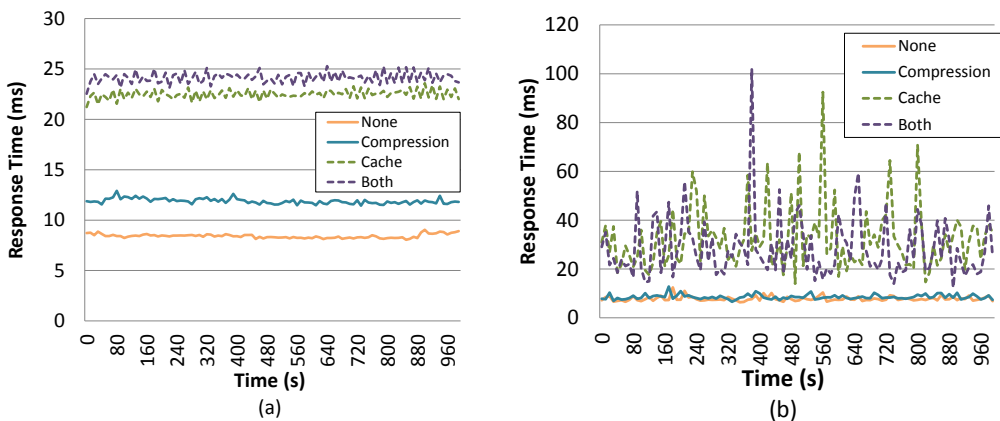 30
25
20
15
10
5
0
Response Time (ms)
None
Compression
Cache
Both
0
80
160
240
320
400
480
560
640
720
800
880
960
Time (s)
(a)
120
100
80
60
40
20
0
Response Time (ms)
None
Compression
Cache
Both
0
80
160
240
320
400
480
560
640
720
800
880
960
Time (s)
(b)